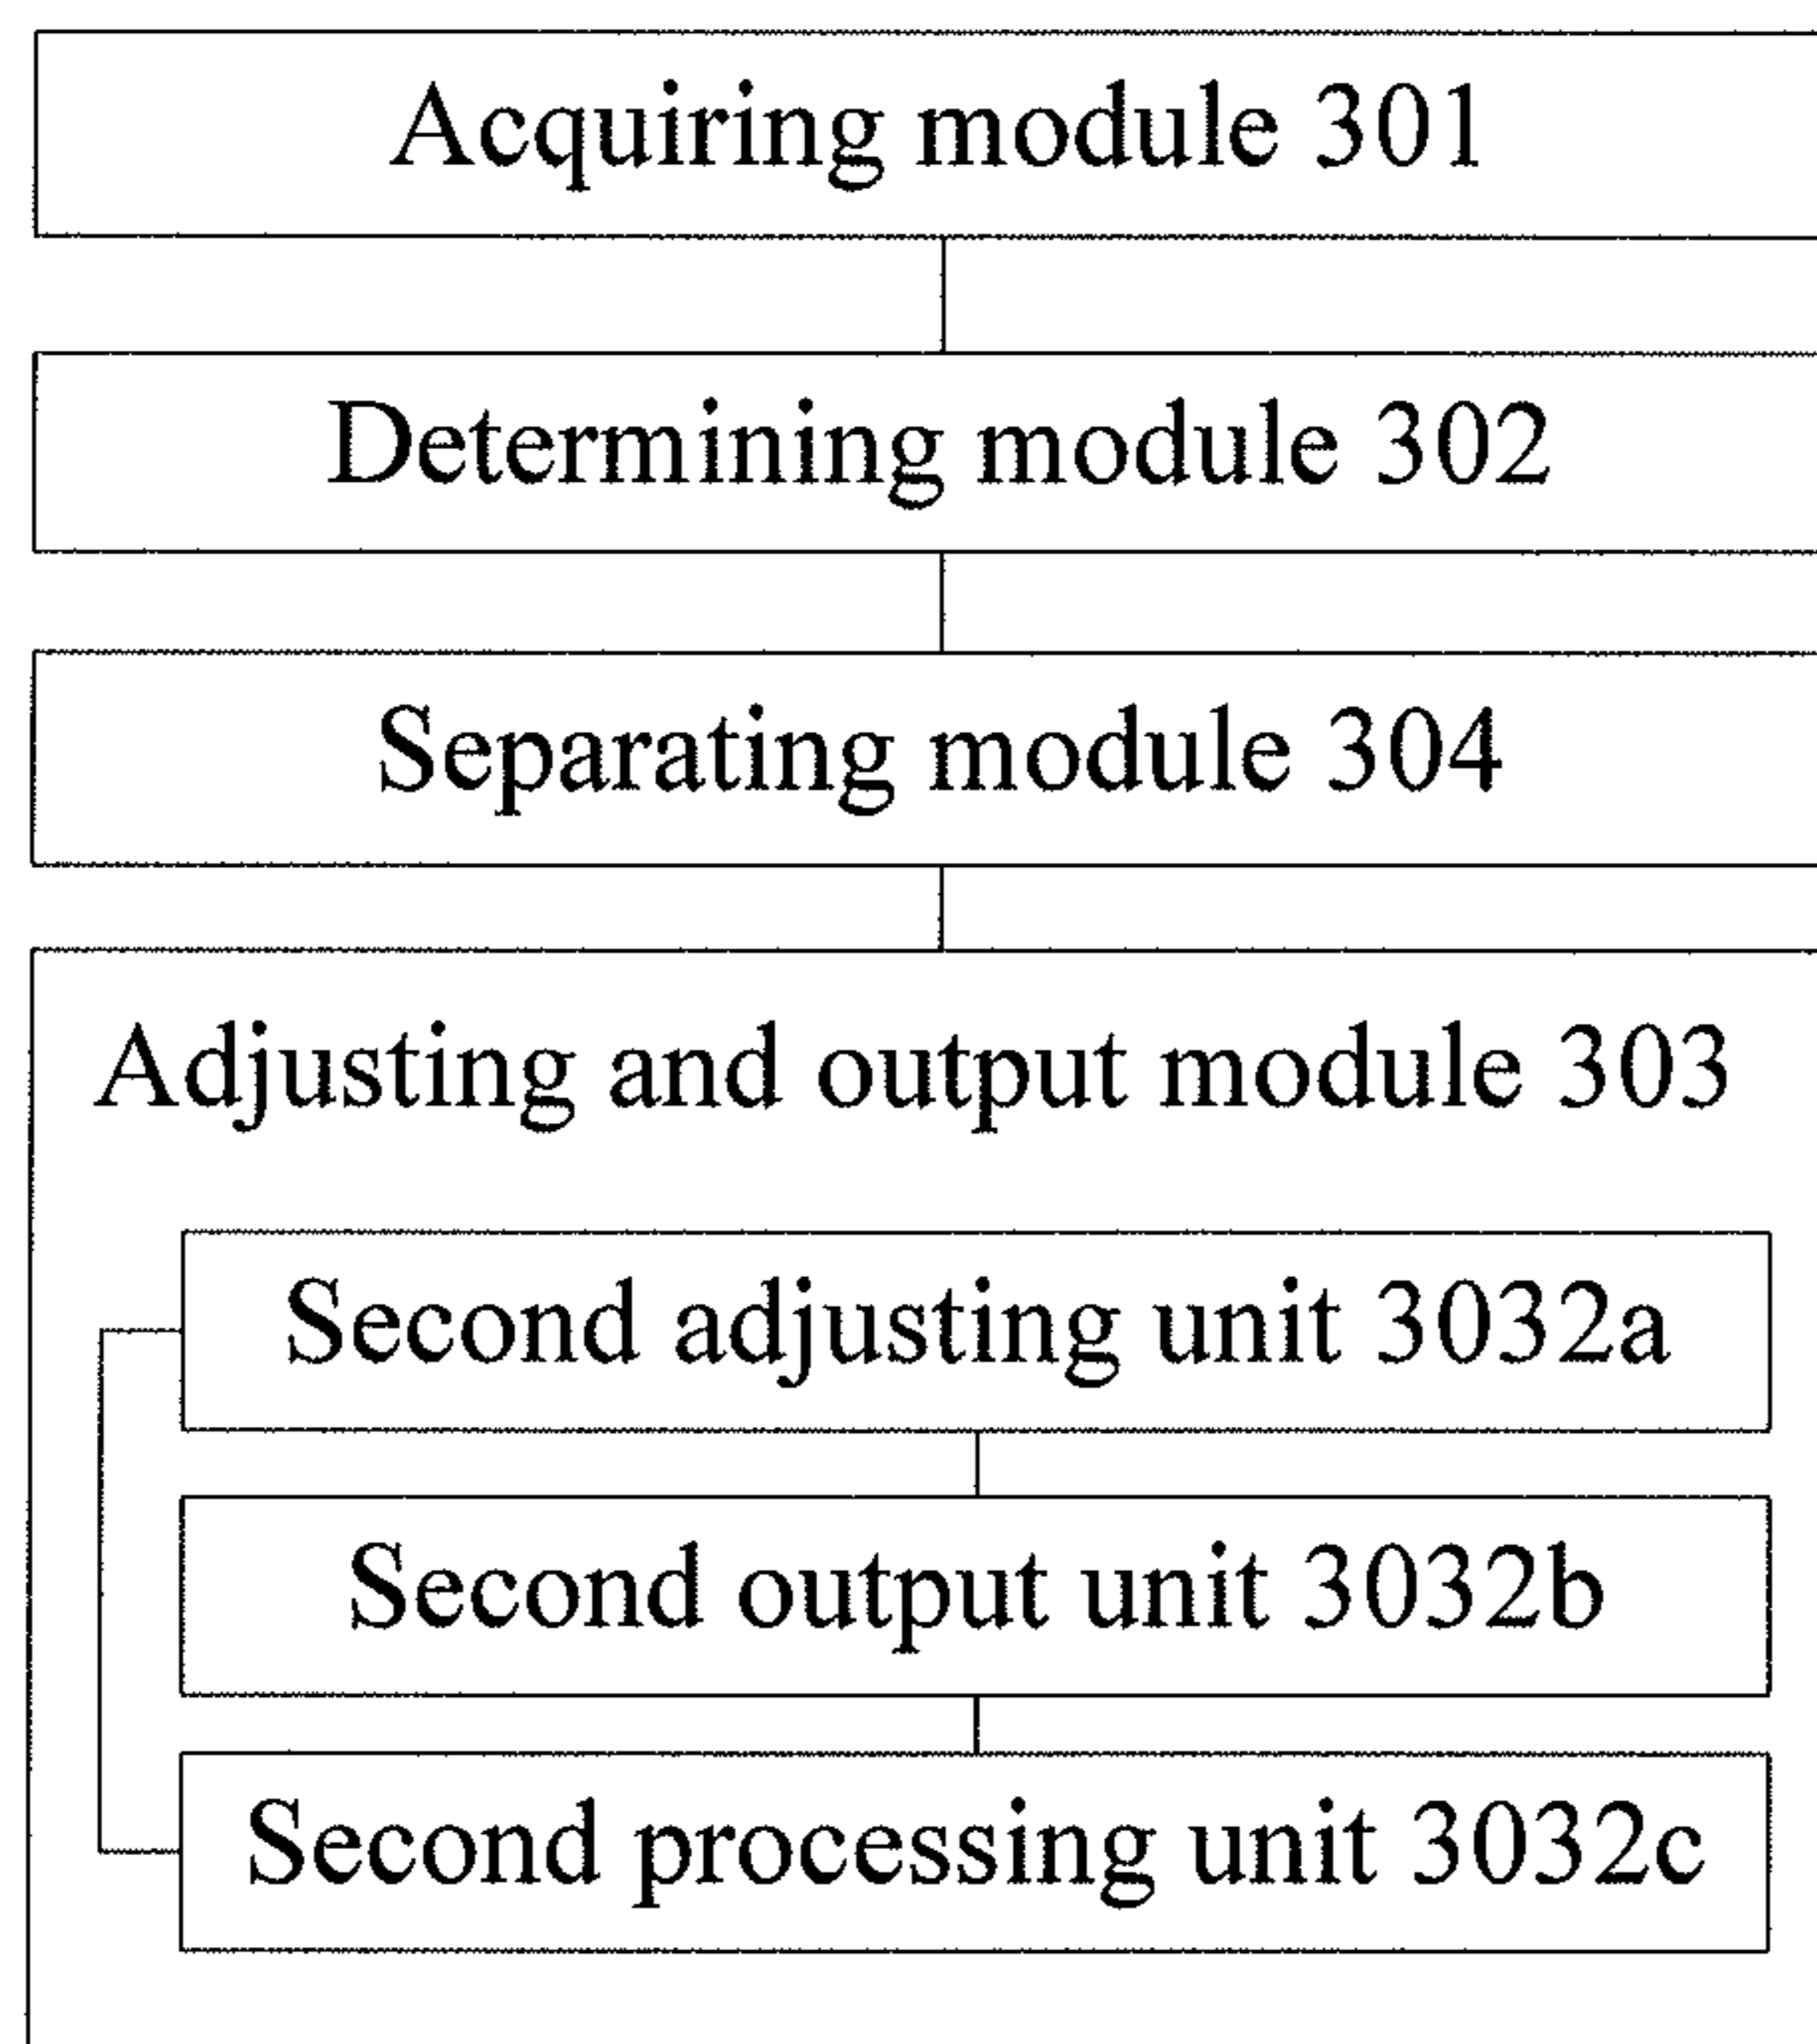 Acquiring module 301
Determining module 302
Separating module 304
Adjusting and output module 303
Second adjusting unit 3032a
Second output unit 3032b
Second processing unit 3032c